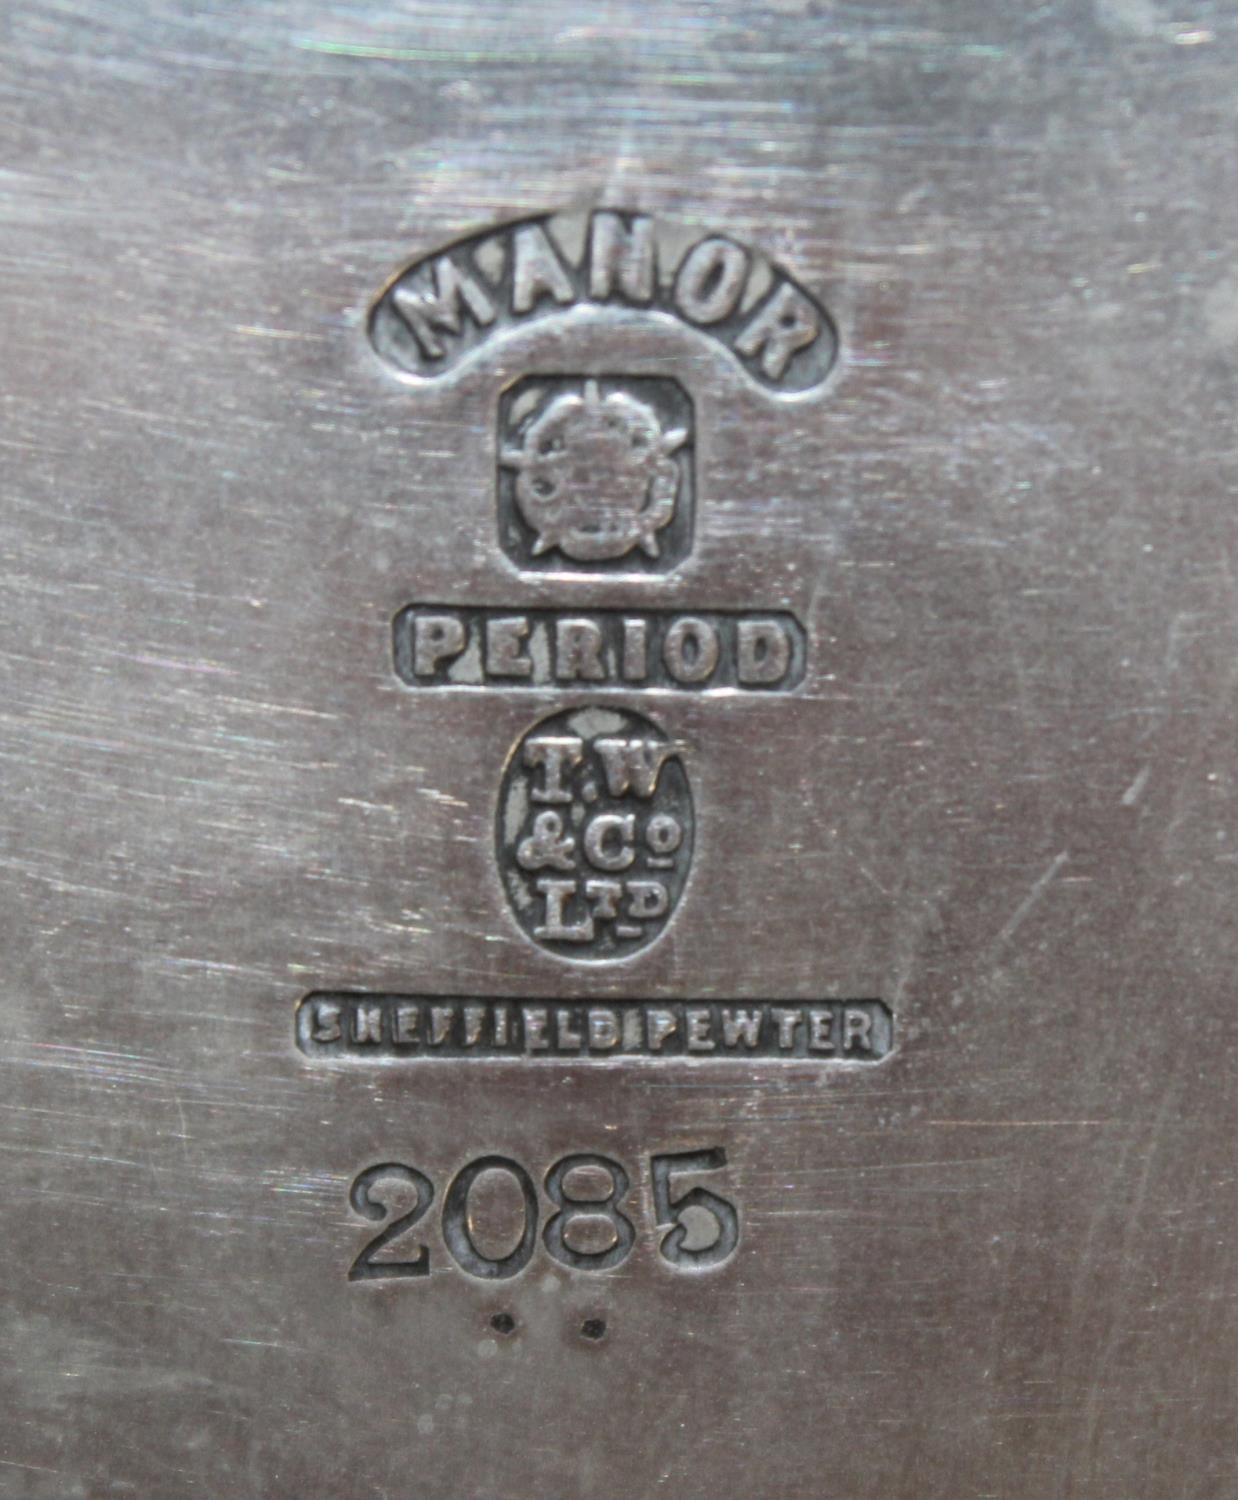 MANOR
PERIOD
T.W
& Cº
LTD
SHEFFIELD PEWTER
2085